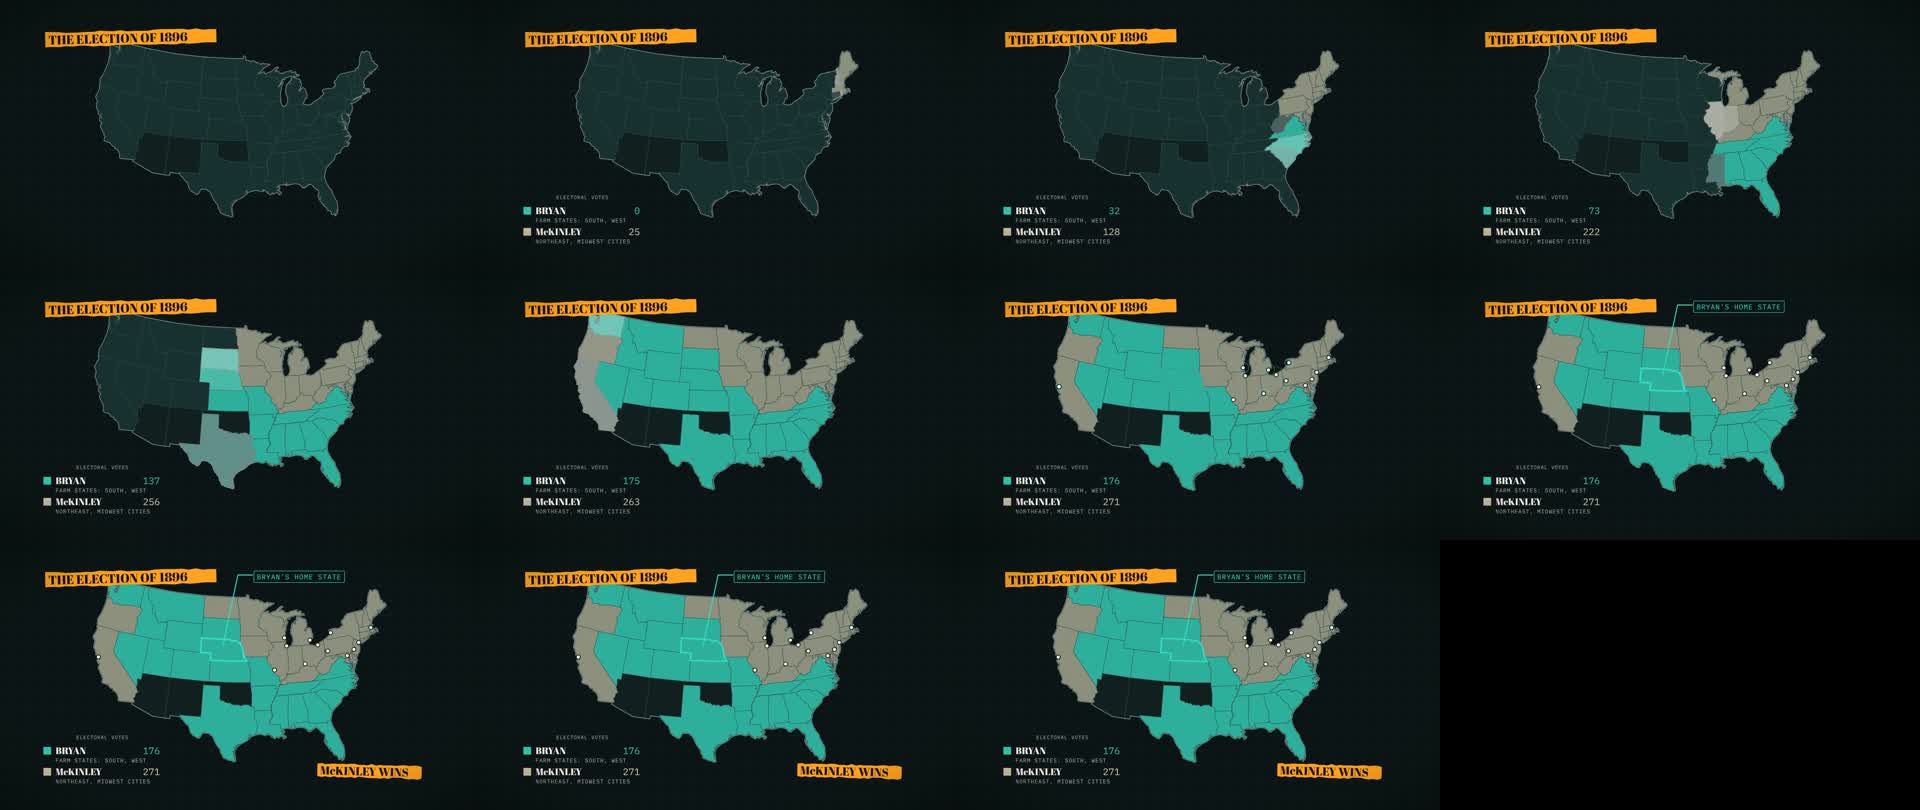 THE ELECTION OF 1896
THE ELECTION OF 1896
ELECTORAL VOTES
BRYAN 0
FARM STATES: SOUTH, WEST
McKINLEY 25
NORTHEAST, MIDWEST CITIES
THE ELECTION OF 1896
ELECTORAL VOTES
BRYAN 32
FARM STATES: SOUTH, WEST
McKINLEY 128
NORTHEAST, MIDWEST CITIES
THE ELECTION OF 1896
ELECTORAL VOTES
BRYAN 73
FARM STATES: SOUTH, WEST
McKINLEY 222
NORTHEAST, MIDWEST CITIES
THE ELECTION OF 1896
ELECTORAL VOTES
BRYAN 137
FARM STATES: SOUTH, WEST
McKINLEY 256
NORTHEAST, MIDWEST CITIES
THE ELECTION OF 1896
ELECTORAL VOTES
BRYAN 175
FARM STATES: SOUTH, WEST
McKINLEY 263
NORTHEAST, MIDWEST CITIES
THE ELECTION OF 1896
ELECTORAL VOTES
BRYAN 176
FARM STATES: SOUTH, WEST
McKINLEY 271
NORTHEAST, MIDWEST CITIES
THE ELECTION OF 1896
BRYAN'S HOME STATE
ELECTORAL VOTES
BRYAN 176
FARM STATES: SOUTH, WEST
McKINLEY 271
NORTHEAST, MIDWEST CITIES
THE ELECTION OF 1896
BRYAN'S HOME STATE
ELECTORAL VOTES
BRYAN 176
FARM STATES: SOUTH, WEST
McKINLEY 271
NORTHEAST, MIDWEST CITIES
McKINLEY WINS
THE ELECTION OF 1896
BRYAN'S HOME STATE
ELECTORAL VOTES
BRYAN 176
FARM STATES: SOUTH, WEST
McKINLEY 271
NORTHEAST, MIDWEST CITIES
McKINLEY WINS
THE ELECTION OF 1896
BRYAN'S HOME STATE
ELECTORAL VOTES
BRYAN 176
FARM STATES: SOUTH, WEST
McKINLEY 271
NORTHEAST, MIDWEST CITIES
McKINLEY WINS